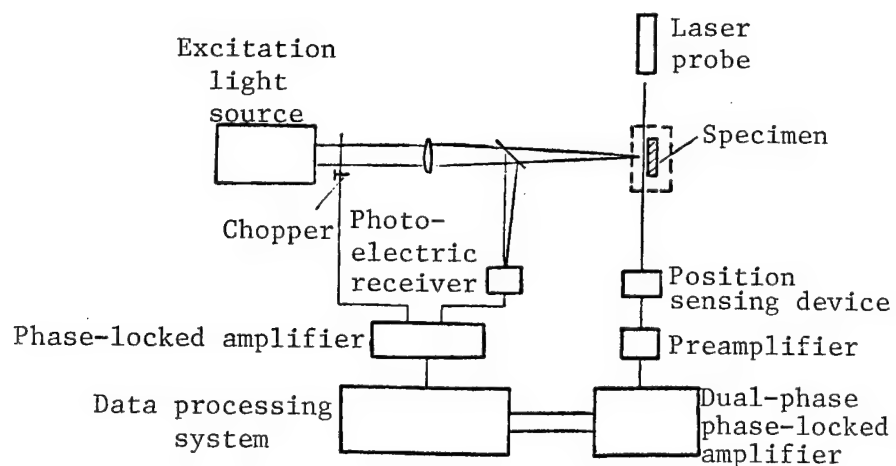 Laser
probe
Excitation
light
source
Specimen
Chopper
Photo-
electric
receiver
Position
sensing device
Phase-locked amplifier
Preamplifier
Data processing
system
Dual-phase
phase-locked
amplifier